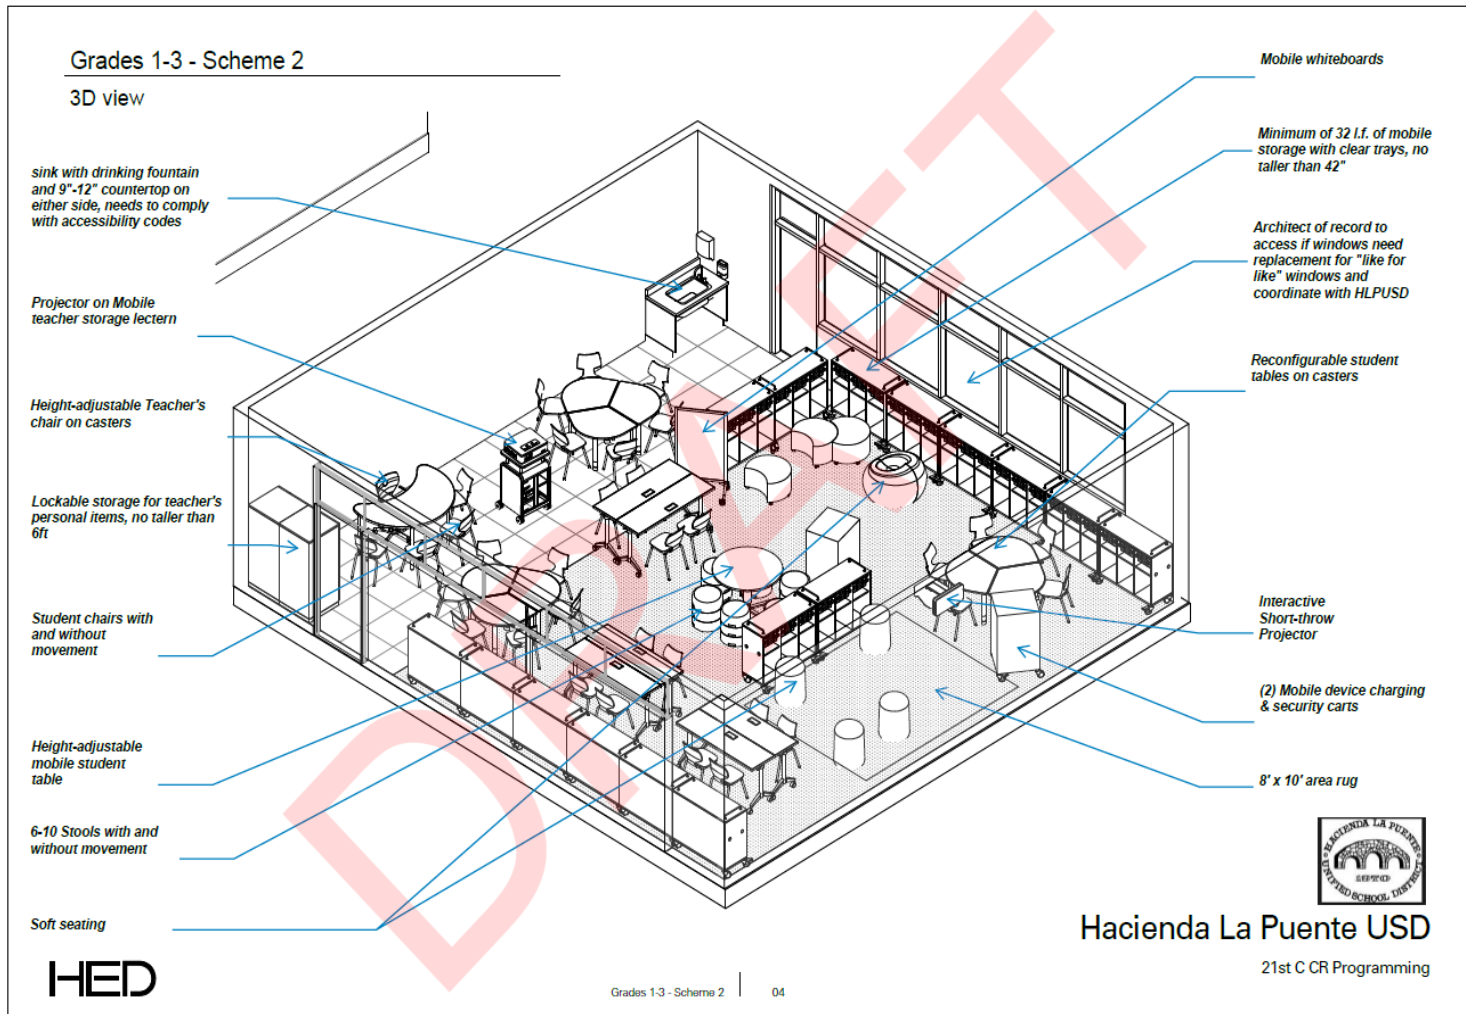 Grades 1-3 - Scheme 2
3D view
sink with drinking fountain
and 9"-12" countertop on
either side, needs to comply
with accessibility codes
Projector on Mobile
teacher storage lectern
Height-adjustable Teacher's
chair on casters
Lockable storage for teacher's
personal items, no taller than
6ft
Student chairs with
and without
movement
Height-adjustable
mobile student
table
6-10 Stools with and
without movement
Soft seating
Mobile whiteboards
Minimum of 32 l.f. of mobile
storage with clear trays, no
taller than 42"
Architect of record to
access if windows need
replacement for "like for
like" windows and
coordinate with HLPUSD
Reconfigurable student
tables on casters
Interactive
Short-throw
Projector
(2) Mobile device charging
& security carts
8' x 10' area rug
DRAFT
HACIENDA LA PUENTE
UNIFIED SCHOOL DISTRICT
1970
Hacienda La Puente USD
21st C CR Programming
HED
Grades 1-3 - Scheme 2
04